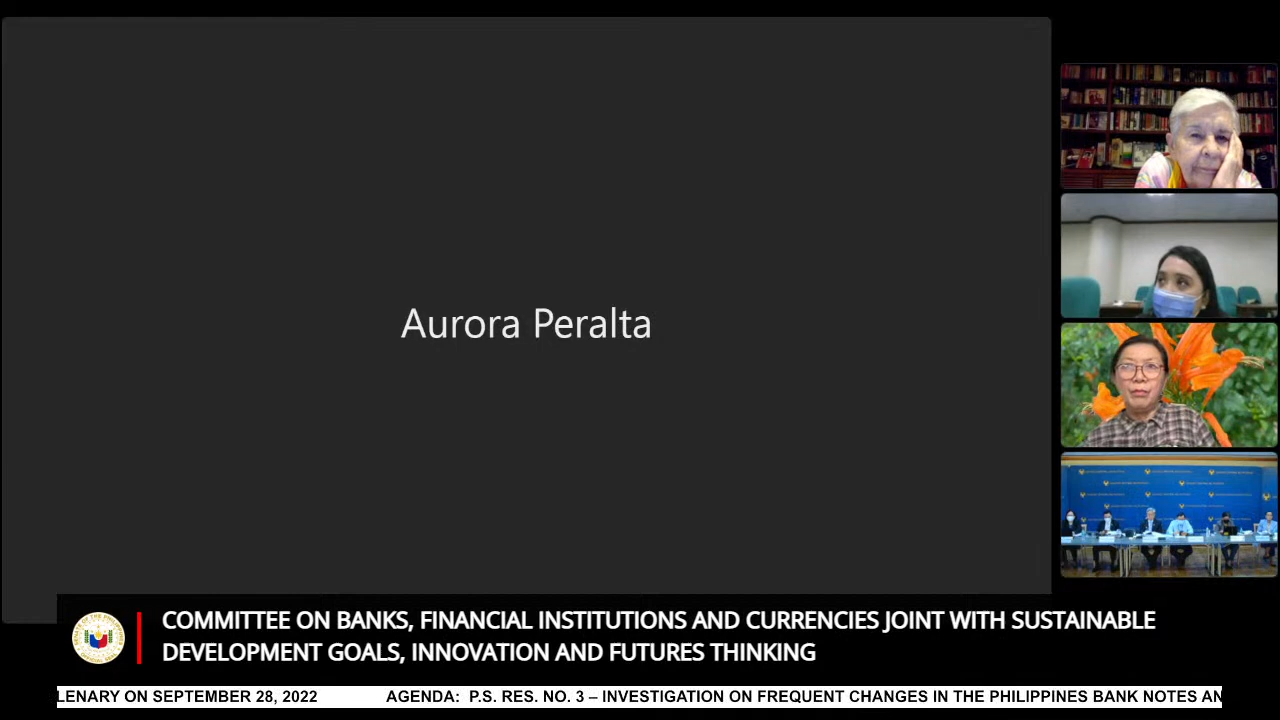 Aurora Peralta
COMMITTEE ON BANKS, FINANCIAL INSTITUTIONS AND CURRENCIES JOINT WITH SUSTAINABLE
DEVELOPMENT GOALS, INNOVATION AND FUTURES THINKING
LENARY ON SEPTEMBER 28, 2022 AGENDA: P.S. RES. NO. 3 – INVESTIGATION ON FREQUENT CHANGES IN THE PHILIPPINES BANK NOTES AN